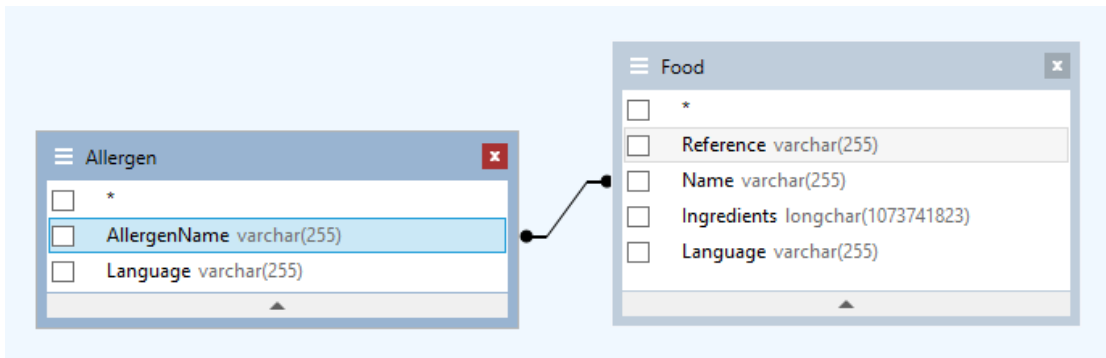 Allergen
*
AllergenName varchar(255)
Language varchar(255)
Food
*
Reference varchar(255)
Name varchar(255)
Ingredients longchar(1073741823)
Language varchar(255)